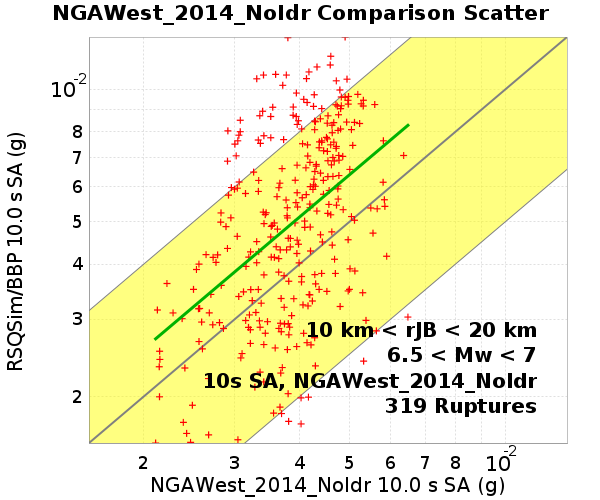 NGAWest_2014_NoIdr Comparison Scatter
10-2
8
7
6
5
4
3
2
RSQSim/BBP 10.0 s SA (g)
10 km < rJB < 20 km
6.5 < Mw < 7
10s SA, NGAWest_2014_NoIdr
319 Ruptures
2 3 4 5 6 7 8 10-2
NGAWest_2014_NoIdr 10.0 s SA (g)